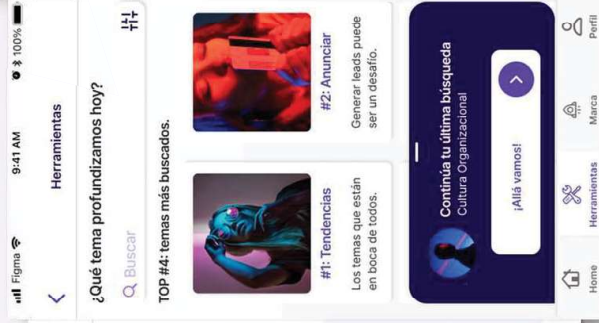 Figma 9:41 AM 100%
Herramientas
¿Qué tema profundizamos hoy?
Buscar
TOP #4: temas más buscados.
#1: Tendencias
Los temas que están
en boca de todos.
#2: Anunciar
Generar leads puede
ser un desafío.
Continúa tu última búsqueda
Cultura Organizacional
¡Allá vamos!
Home Herramientas Marca Perfil